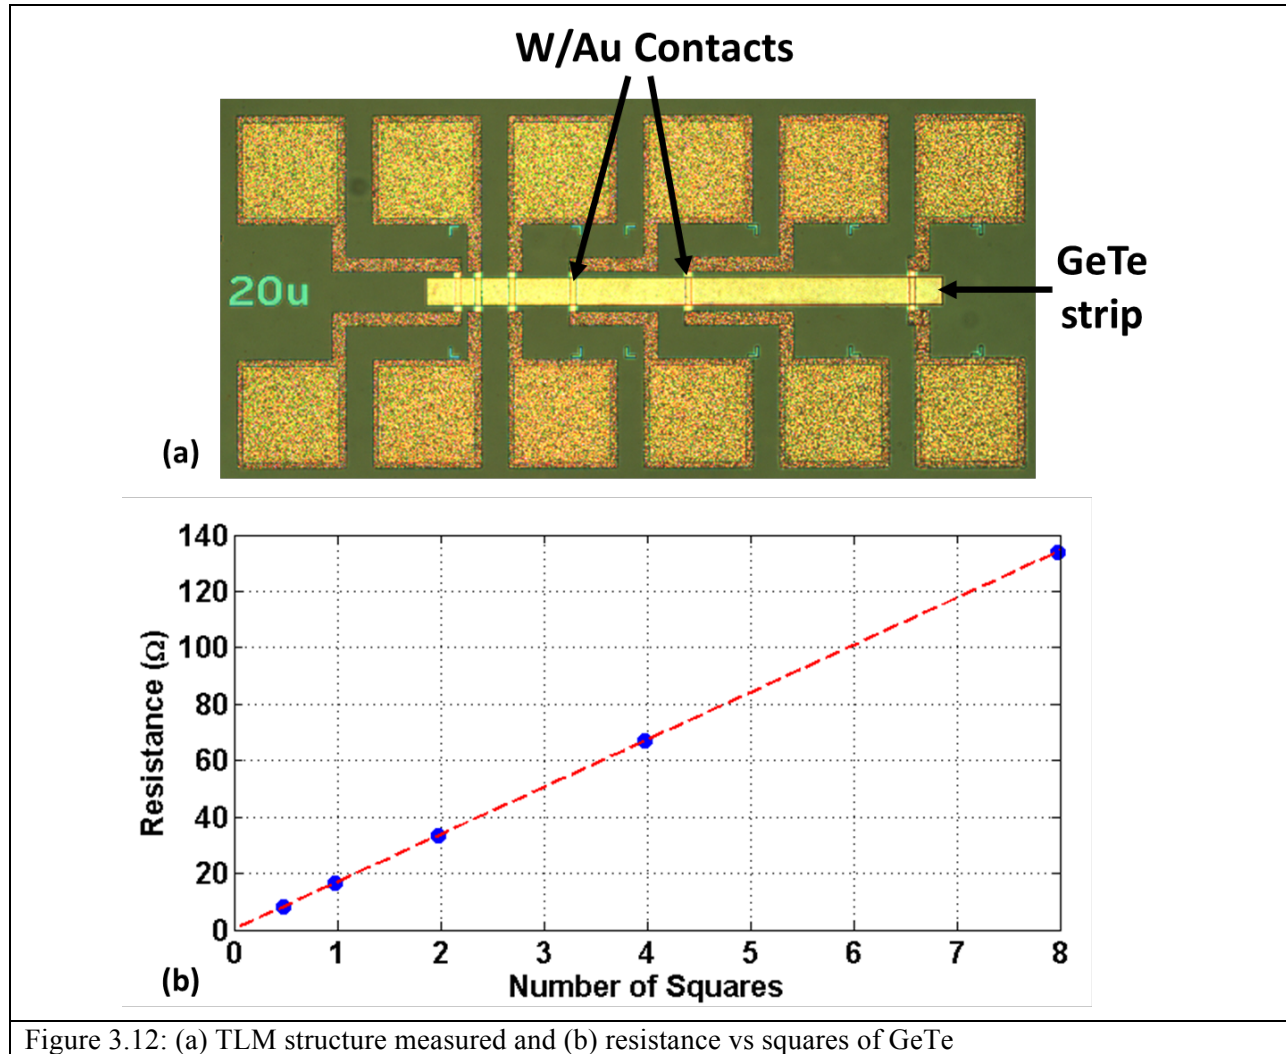 W/Au Contacts
20u
GeTe
strip
(a)
140
120
100
80
60
40
20
0
Resistance (Ω)
0 1 2 3 4 5 6 7 8
Number of Squares
(b)
Figure 3.12: (a) TLM structure measured and (b) resistance vs squares of GeTe